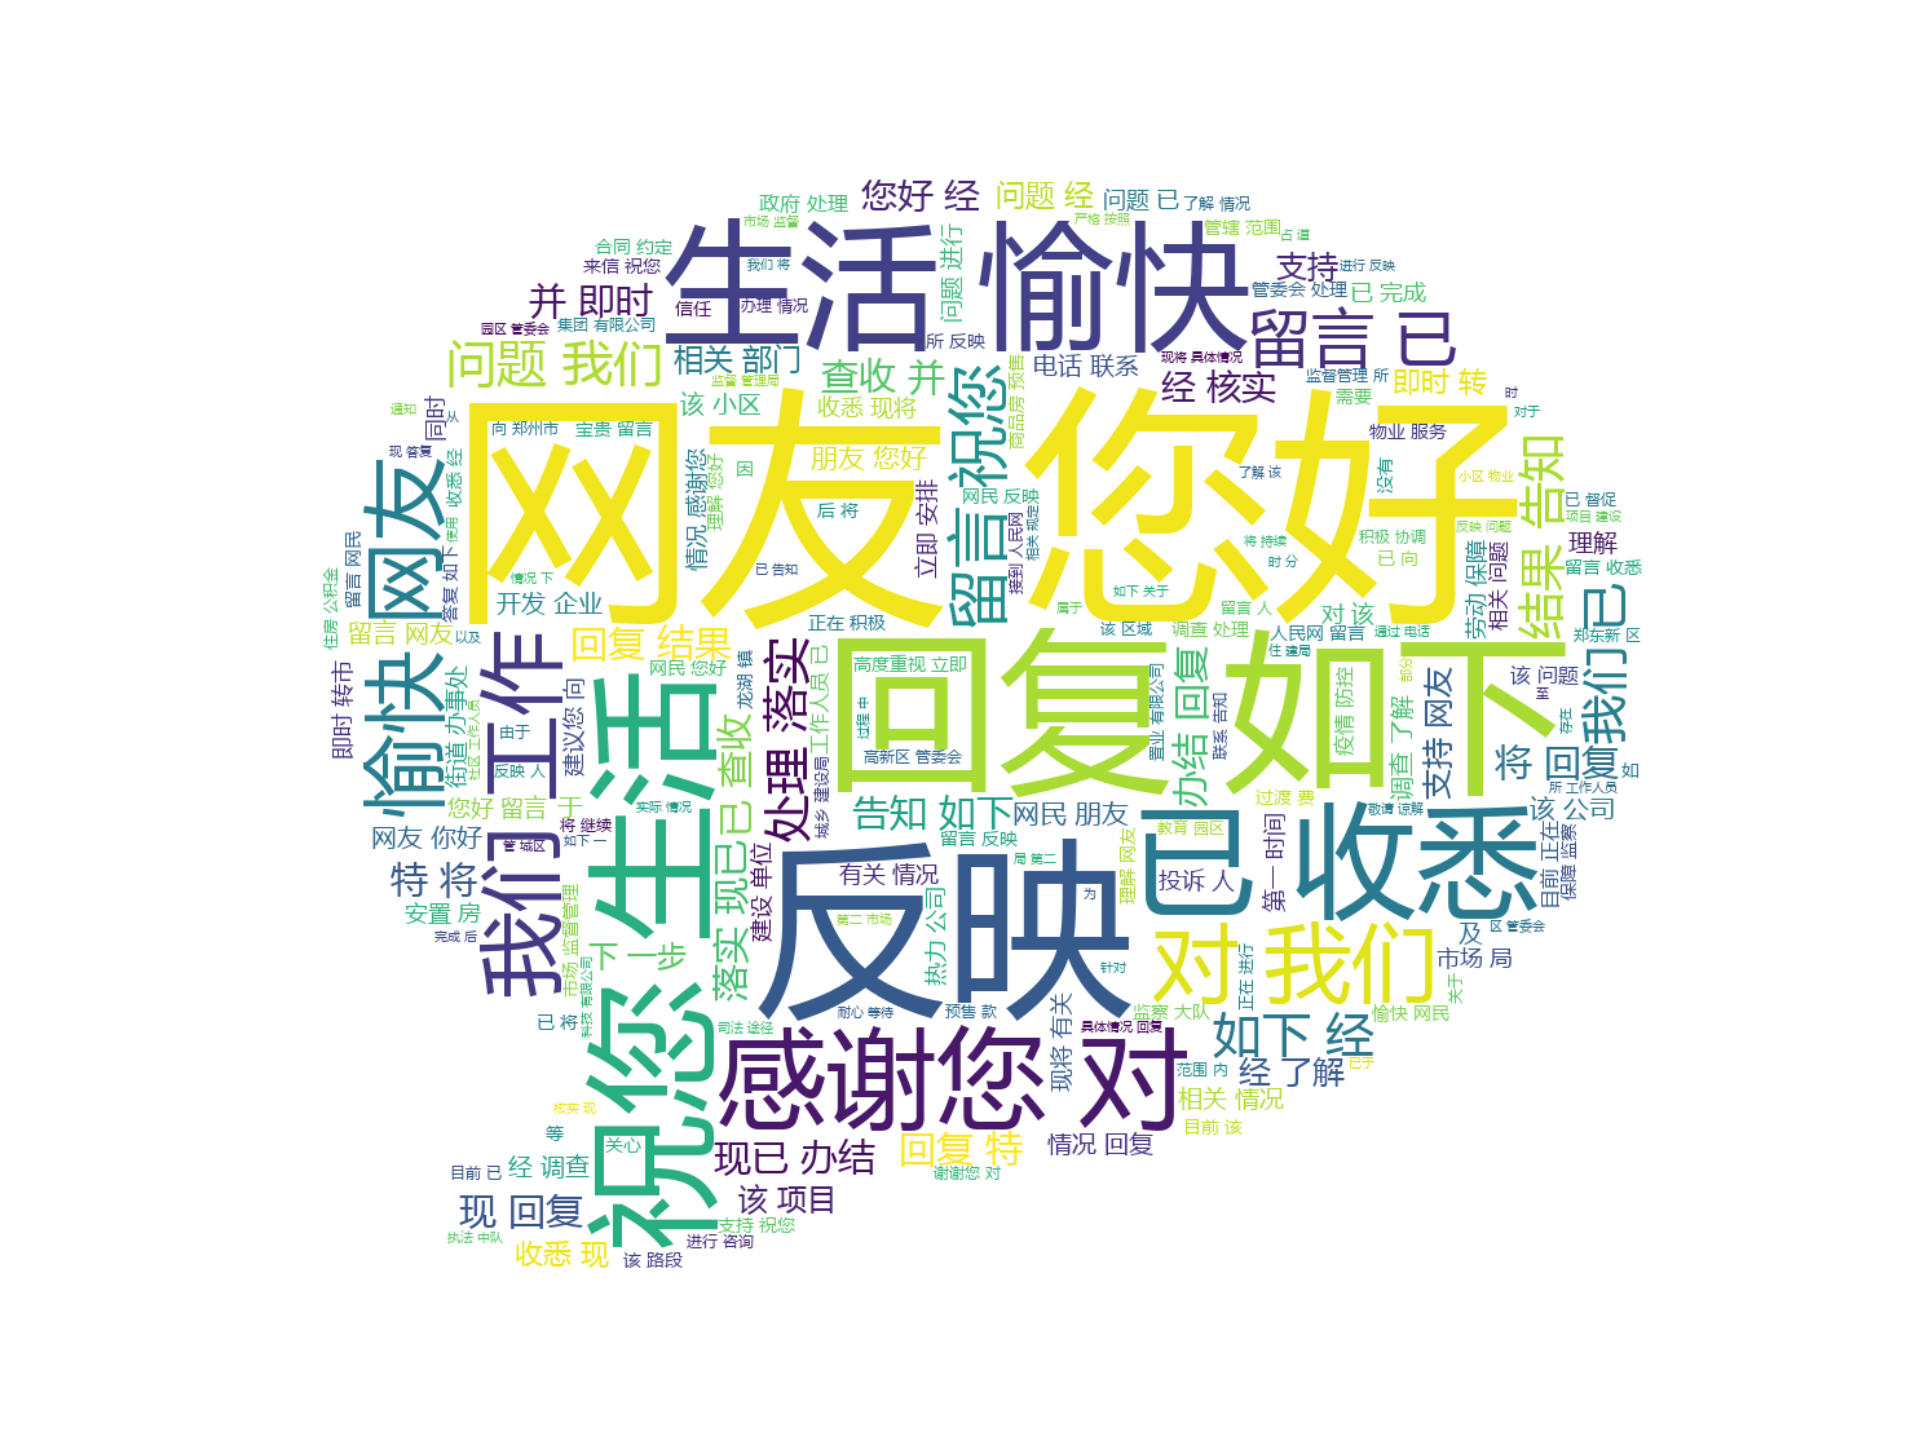 政府 处理
您好 经
问题 经
问题 已
了解 情况
市场 监督
严格 按照
管辖 范围
占 道
合同 约定
来信 祝您
生活 愉快
我们 将
问题 进行
支持
进行 反映
并 即时
信任
办理 情况
管委会 处理
已 完成
园区 管委会
集团 有限公司
所 反映
留言 已
问题 我们
相关 部门
监督 管理局
查收 并
电话 联系
现将 具体情况
经 核实
监督管理 所
即时 转
需要
时
对于
通知
从
同时
该 小区
收悉 现将
商品房 预售
向 郑州市
宝贵 留言
网友 您好
物业 服务
现 答复
网友
收悉 经
使用
情况 感谢您
理解 您好
因
朋友 您好
留言 祝您
了解 该
没有
小区 物业
结果 告知
后 将
立即 安排
网民 反映
接到 人民网
相关 规定
将 持续
积极 协调
反映 问题
已 督促
项目 建设
理解
已 告知
时 分
已 向
劳动 保障
相关 问题
留言 收悉
住房 公积金
留言 网民
答复 如下
情况 下
开发 企业
如下 关于
属于
留言 人
对 该
我们 已
留言 网友
以及
工作
回复 结果
正在 积极
该 区域
调查 处理
人民网 留言
通过 电话
郑东新 区
住 建局
即时 转市
愉快
街道 办事处
社区 工作人员
建议您 向
网民 您好
龙湖 镇
处理 落实
工作人员 已
高度重视 立即
回复 如下
置业 有限公司
办结 回复
联系 告知
疫情 防控
部分
调查 了解
支持 网友
该 问题
至
存在
由于
反映 人
祝您 生活
已 查收
过程 中
高新区 管委会
将 回复
如
实际 情况
城乡 建设局
告知 如下
网民 朋友
过渡 费
敬请 谅解
所 工作人员
该 公司
您好 留言 于
网友 你好
将 继续
如下 一
管 城区
我们
留言 反映
理解 网友
教育 园区
已 收悉
目前 正在
保障 监察
特 将
落实 现已
建设 单位
有关 情况
反映
局 第二
投诉 人
第一 时间
为
安置 房
完成 后
市场 监督管理
第二 市场
热力 公司
对 我们
及
区 管委会
下 一步
科技 有限公司
针对
正在 进行
市场 局
关于
已 将
司法 途径
耐心 等待
预售 款
现将 有关
具体情况 回复
监察 大队
愉快 网民
感谢您 对
如下 经
范围 内
经 了解
已于
核实 现
相关 情况
目前 该
等
关心
现已 办结
回复 特
情况 回复
目前 已
经 调查
谢谢您 对
现 回复
该 项目
支持 祝您
执法 中队
收悉 现
该 路段
进行 咨询